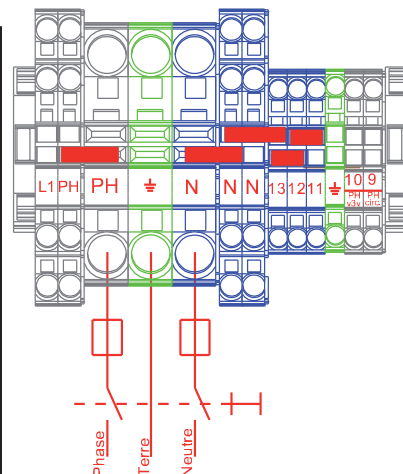 L1 PH PH N N N 13 12 11 10 9
PH v3v PH circ.
Phase
Terre
Neutre